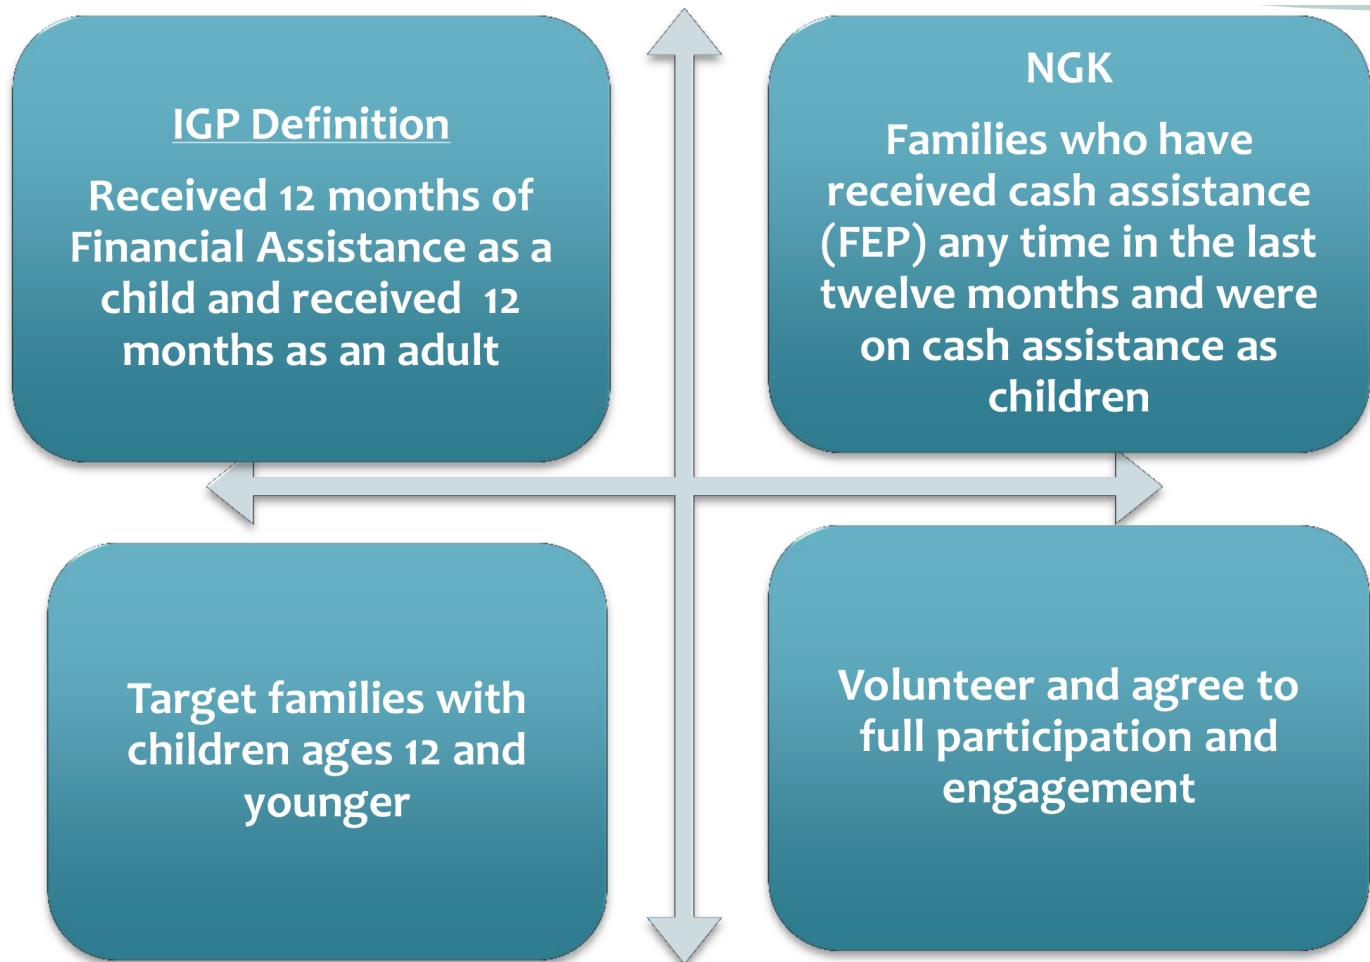 IGP Definition
Received 12 months of
Financial Assistance as a
child and received 12
months as an adult
NGK
Families who have
received cash assistance
(FEP) any time in the last
twelve months and were
on cash assistance as
children
Target families with
children ages 12 and
younger
Volunteer and agree to
full participation and
engagement